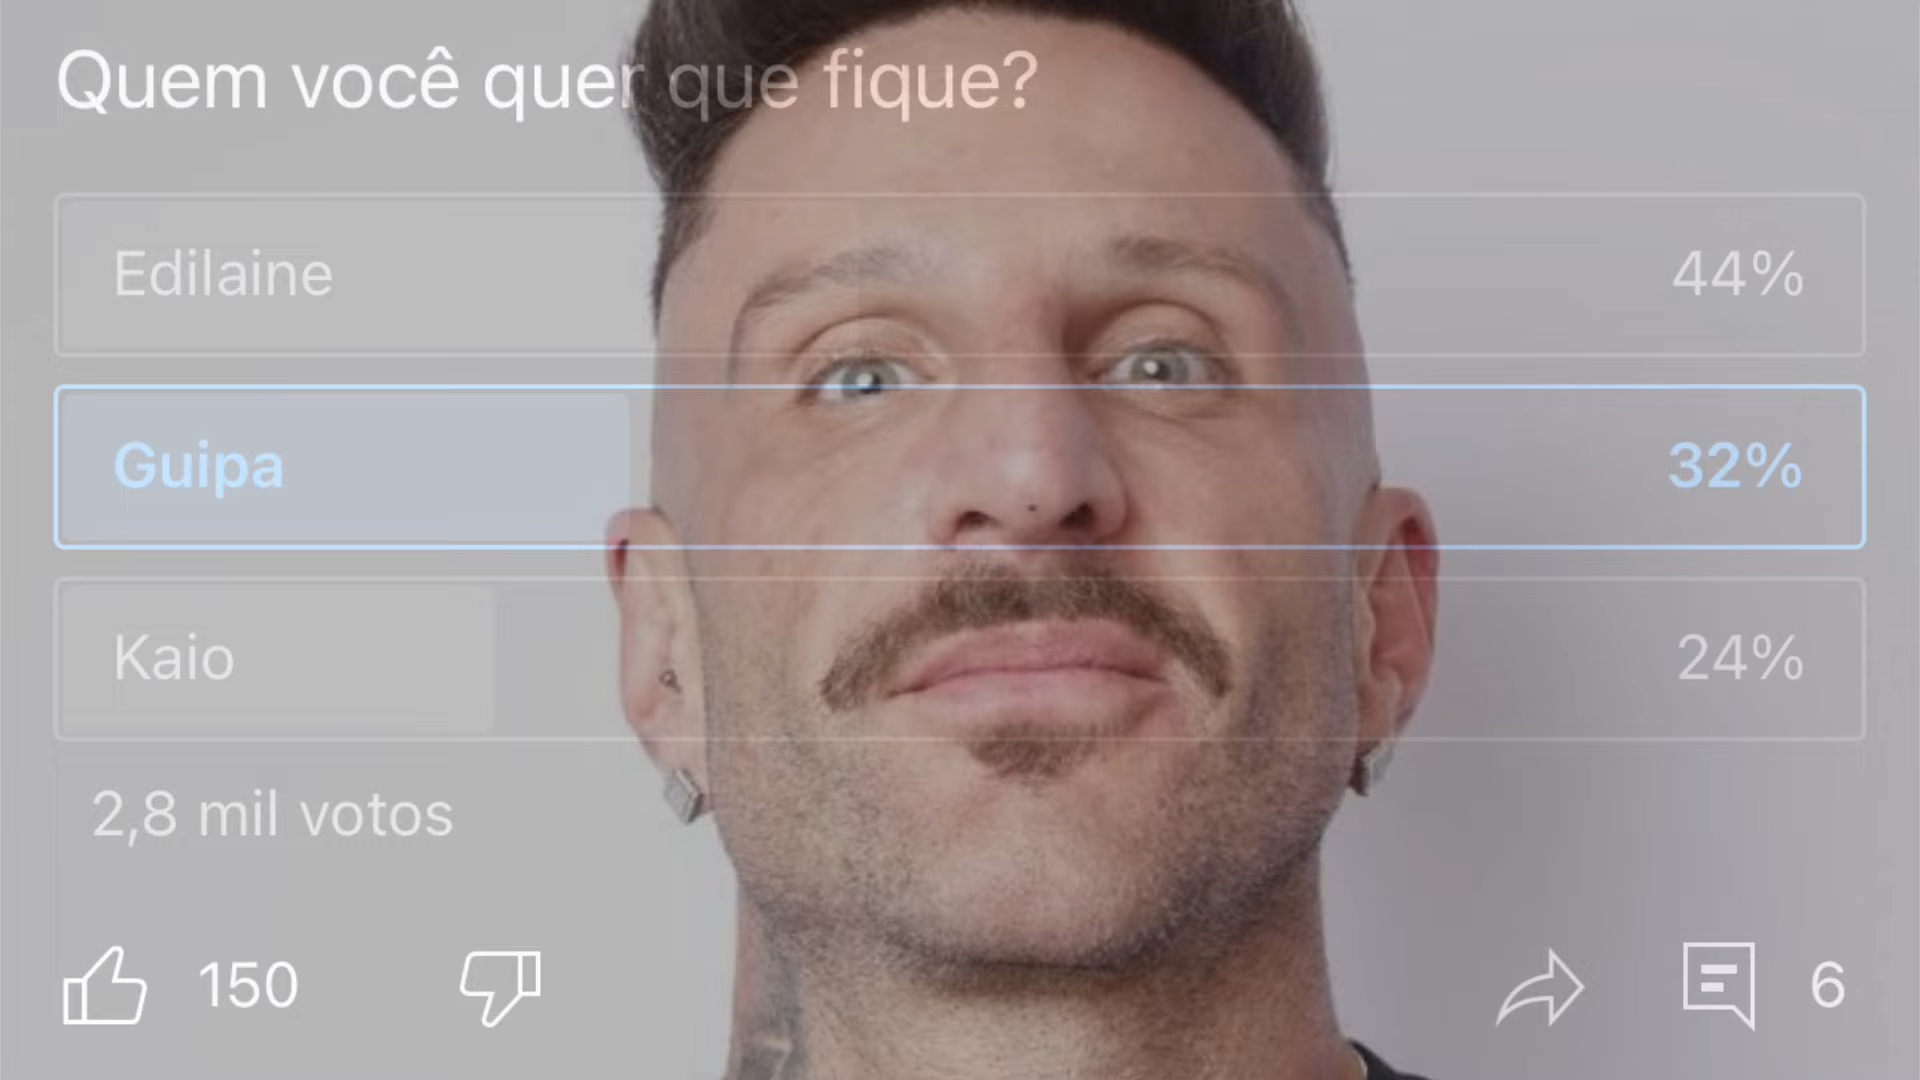 Quem você quer que fique?
Edilaine 44%
Guipa 32%
Kaio 24%
2,8 mil votos
150 6